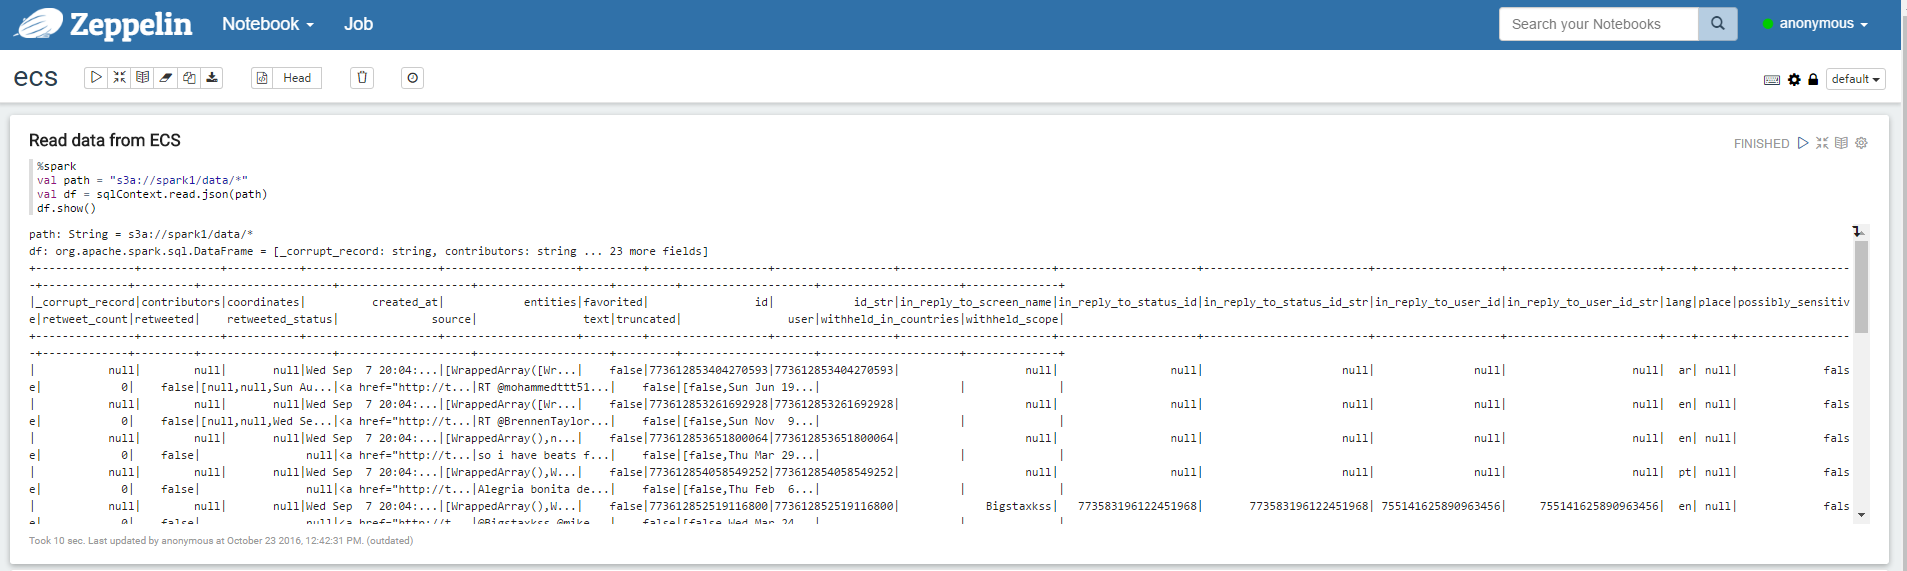 Zeppelin Notebook Job Search your Notebooks anonymous
ecs Head default
Read data from ECS
FINISHED
%spark
val path = "s3a://spark1/data/*"
val df = sqlContext.read.json(path)
df.show()
path: String = s3a://spark1/data/*
df: org.apache.spark.sql.DataFrame = [_corrupt_record: string, contributors: string ... 23 more fields]
+---------------+------------+-----------+--------------------+--------------------+---------+------------------+------------------+-----------------------+---------------------+-------------------------+-------------------+-----------------------+----+-----+-----------------
-+-------------+---------+--------------------+--------------------+--------------------+---------+--------------------+---------------------+--------------+
|_corrupt_record|contributors|coordinates|          created_at|            entities|favorited|                id|            id_str|in_reply_to_screen_name|in_reply_to_status_id|in_reply_to_status_id_str|in_reply_to_user_id|in_reply_to_user_id_str|lang|place|possibly_sensitiv
e|retweet_count|retweeted|    retweeted_status|              source|                text|truncated|                user|withheld_in_countries|withheld_scope|
+---------------+------------+-----------+--------------------+--------------------+---------+------------------+------------------+-----------------------+---------------------+-------------------------+-------------------+-----------------------+----+-----+-----------------
-+-------------+---------+--------------------+--------------------+--------------------+---------+--------------------+---------------------+--------------+
|           null|        null|       null|Wed Sep  7 20:04:...|[WrappedArray([Wr...|    false|773612853404270593|773612853404270593|                   null|                 null|                     null|               null|                   null|  ar| null|             fals
e|            0|    false|[null,null,Sun Au...|<a href="http://t...|RT @mohammedttt51...|    false|[false,Sun Jun 19...|                     |              |
|           null|        null|       null|Wed Sep  7 20:04:...|[WrappedArray([Wr...|    false|773612853261692928|773612853261692928|                   null|                 null|                     null|               null|                   null|  en| null|             fals
e|            0|    false|[null,null,Wed Se...|<a href="http://t...|RT @BrennenTaylor...|    false|[false,Sun Nov  9...|                     |              |
|           null|        null|       null|Wed Sep  7 20:04:...|[WrappedArray(),n...|    false|773612853651800064|773612853651800064|                   null|                 null|                     null|               null|                   null|  en| null|             fals
e|            0|    false|                null|<a href="http://t...|so i have beats f...|    false|[false,Thu Mar 29...|                     |              |
|           null|        null|       null|Wed Sep  7 20:04:...|[WrappedArray(),W...|    false|773612854058549252|773612854058549252|                   null|                 null|                     null|               null|                   null|  pt| null|             fals
e|            0|    false|                null|<a href="http://t...|Alegria bonita de...|    false|[false,Thu Feb  6...|                     |              |
|           null|        null|       null|Wed Sep  7 20:04:...|[WrappedArray(),W...|    false|773612852519116800|773612852519116800|             Bigstaxkss|   773583196122451968|       773583196122451968| 755141625890963456|     755141625890963456|  en| null|             fals
e|            0|    false|                null|<a href="http://t...|@Bigstaxkss @mike...|    false|[false,Wed Mar 24...|                     |              |
Took 10 sec. Last updated by anonymous at October 23 2016, 12:42:31 PM. (outdated)